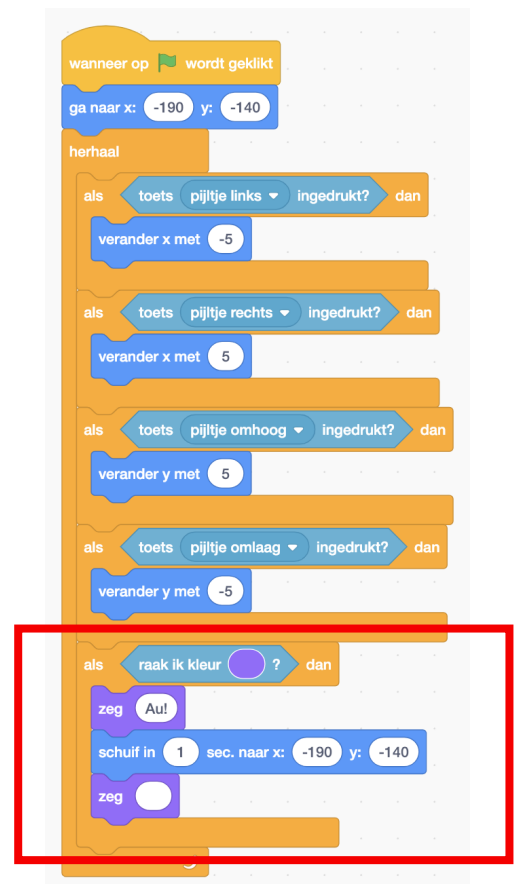 wanneer op wordt geklikt
ga naar x: -190 y: -140
herhaal
als toets pijltje links ingedrukt? dan
verander x met -5
als toets pijltje rechts ingedrukt? dan
verander x met 5
als toets pijltje omhoog ingedrukt? dan
verander y met 5
als toets pijltje omlaag ingedrukt? dan
verander y met -5
als raak ik kleur ? dan
zeg Au!
schuif in 1 sec. naar x: -190 y: -140
zeg